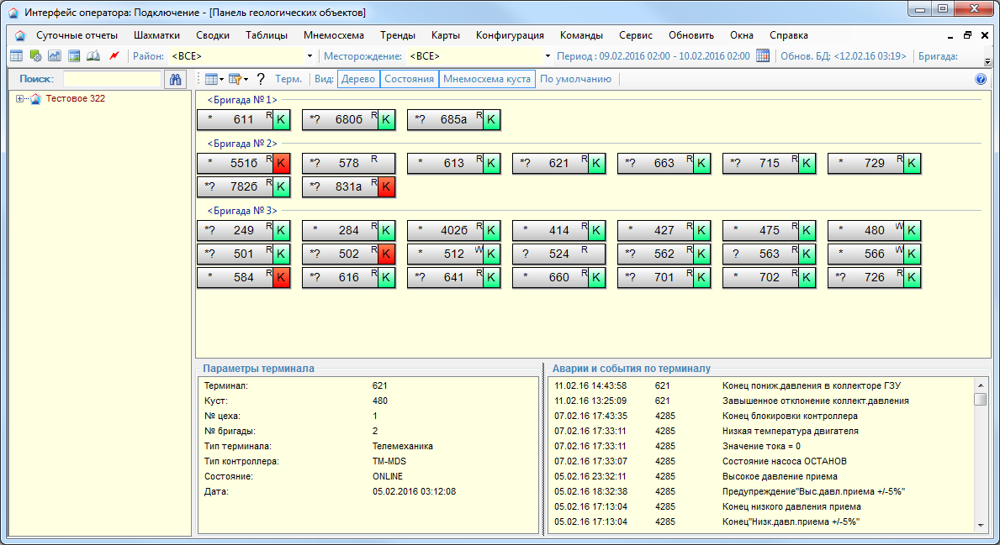 Интерфейс оператора: Подключение - [Панель геологических объектов]
Суточные отчеты Шахматки Сводки Таблицы Мнемосхема Тренды Карты Конфигурация Команды Сервис Обновить Окна Справка
Район: <ВСЕ> Месторождение: <ВСЕ> Период : 09.02.2016 02:00 - 10.02.2016 02:00 Обнов. БД: <12.02.16 03:19> Бригада:
Поиск: ? Терм. Вид: Дерево Состояния Мнемосхема куста По умолчанию ?
Тестовое 322
<Бригада № 1>
* 611 R K *? 680б R K *? 685а R K
<Бригада № 2>
* 551б R K *? 578 R * 613 R K *? 621 R K *? 663 R K *? 715 R K * 729 R K
*? 782б R K *? 831а R K
<Бригада № 3>
*? 249 R K * 284 R K * 402б R K * 414 R K * 427 R K * 475 R K * 480 W K
*? 501 R K *? 502 R K * 512 W K ? 524 R *? 562 R K ? 563 R K * 566 W K
* 584 R K *? 616 R K *? 641 R K * 660 R K *? 701 R K * 702 R K *? 726 R K
Параметры терминала
Терминал: 621
Куст: 480
№ цеха: 1
№ бригады: 2
Тип терминала: Телемеханика
Тип контроллера: TM-MDS
Состояние: ONLINE
Дата: 05.02.2016 03:12:08
Аварии и события по терминалу
11.02.16 14:43:58 621 Конец пониж.давления в коллекторе ГЗУ
11.02.16 13:25:09 621 Завышенное отклонение коллект.давления
07.02.16 17:43:35 4285 Конец блокировки контроллера
07.02.16 17:33:11 4285 Низкая температура двигателя
07.02.16 17:33:11 4285 Значение тока = 0
07.02.16 17:33:07 4285 Состояние насоса ОСТАНОВ
05.02.16 23:32:11 4285 Высокое давление приема
05.02.16 18:32:38 4285 Предупреждение"Выс.давл.приема +/-5%"
05.02.16 17:13:04 4285 Конец низкого давления приема
05.02.16 17:13:04 4285 Конец"Низк.давл.приема +/-5%"